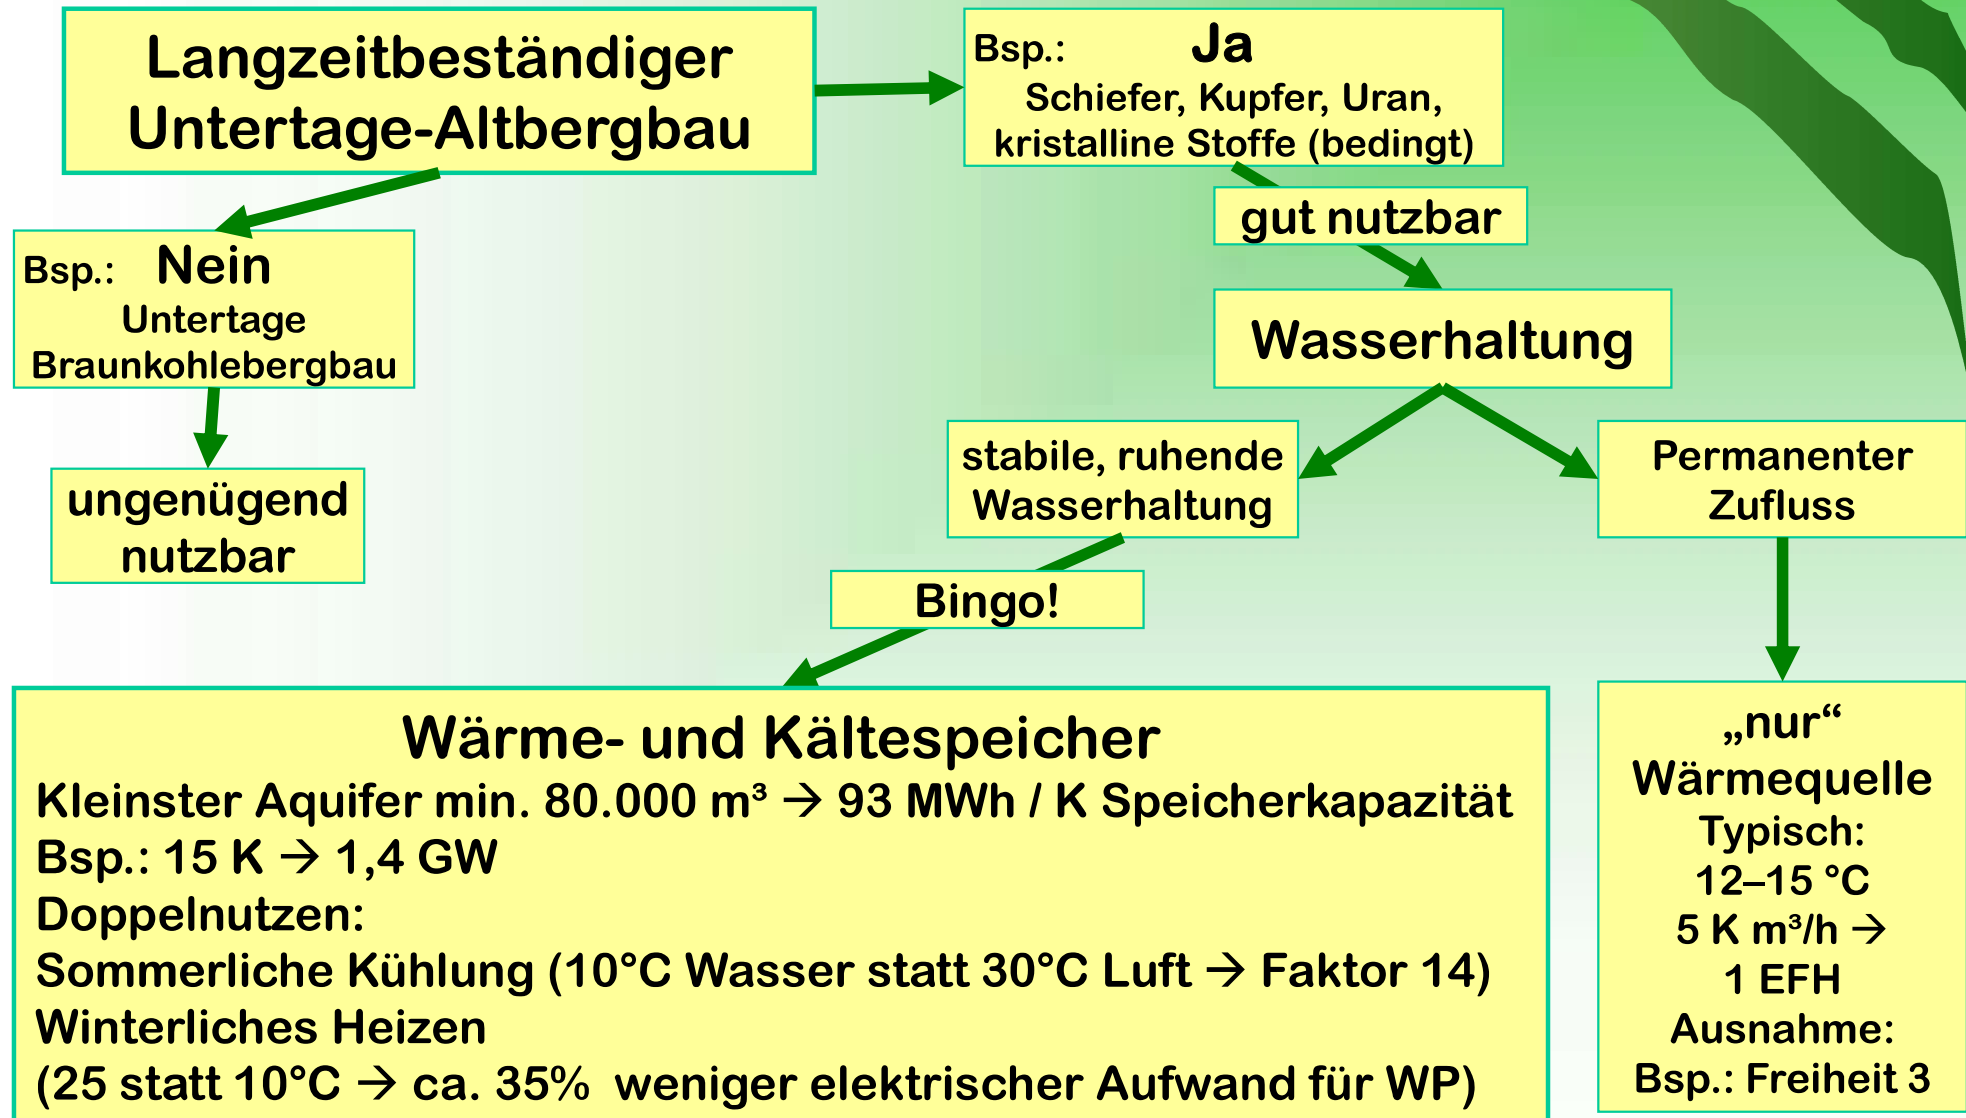 Langzeitbeständiger
Untertage-Altbergbau
Bsp.: Ja
Schiefer, Kupfer, Uran,
kristalline Stoffe (bedingt)
gut nutzbar
Bsp.: Nein
Untertage
Braunkohlebergbau
ungenügend
nutzbar
Wasserhaltung
stabile, ruhende
Wasserhaltung
Permanenter
Zufluss
Bingo!
Wärme- und Kältespeicher
Kleinster Aquifer min. 80.000 m³ → 93 MWh / K Speicherkapazität
Bsp.: 15 K → 1,4 GW
Doppelnutzen:
Sommerliche Kühlung (10°C Wasser statt 30°C Luft → Faktor 14)
Winterliches Heizen
(25 statt 10°C → ca. 35% weniger elektrischer Aufwand für WP)
„nur“
Wärmequelle
Typisch:
12–15 °C
5 K m³/h →
1 EFH
Ausnahme:
Bsp.: Freiheit 3